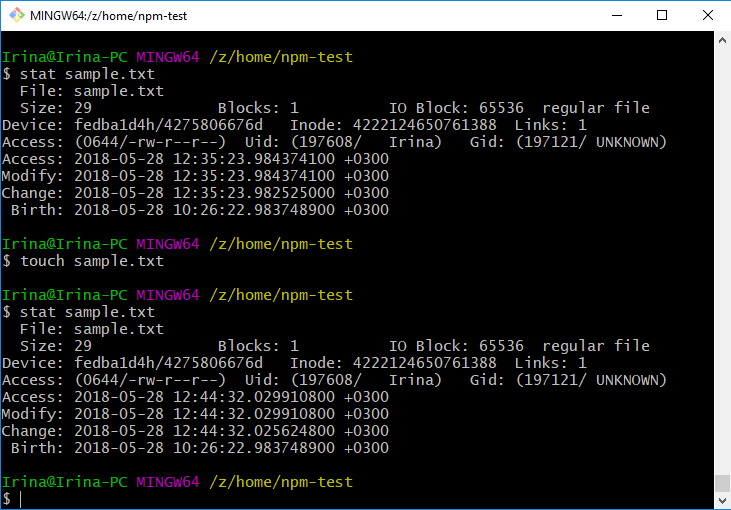 MINGW64:/z/home/npm-test
Irina@Irina-PC MINGW64 /z/home/npm-test
$ stat sample.txt
  File: sample.txt
  Size: 29              Blocks: 1          IO Block: 65536  regular file
Device: fedba1d4h/4275806676d   Inode: 4222124650761388  Links: 1
Access: (0644/-rw-r--r--)  Uid: (197608/   Irina)   Gid: (197121/ UNKNOWN)
Access: 2018-05-28 12:35:23.984374100 +0300
Modify: 2018-05-28 12:35:23.984374100 +0300
Change: 2018-05-28 12:35:23.982525000 +0300
 Birth: 2018-05-28 10:26:22.983748900 +0300
Irina@Irina-PC MINGW64 /z/home/npm-test
$ touch sample.txt
Irina@Irina-PC MINGW64 /z/home/npm-test
$ stat sample.txt
  File: sample.txt
  Size: 29              Blocks: 1          IO Block: 65536  regular file
Device: fedba1d4h/4275806676d   Inode: 4222124650761388  Links: 1
Access: (0644/-rw-r--r--)  Uid: (197608/   Irina)   Gid: (197121/ UNKNOWN)
Access: 2018-05-28 12:44:32.029910800 +0300
Modify: 2018-05-28 12:44:32.029910800 +0300
Change: 2018-05-28 12:44:32.025624800 +0300
 Birth: 2018-05-28 10:26:22.983748900 +0300
Irina@Irina-PC MINGW64 /z/home/npm-test
$